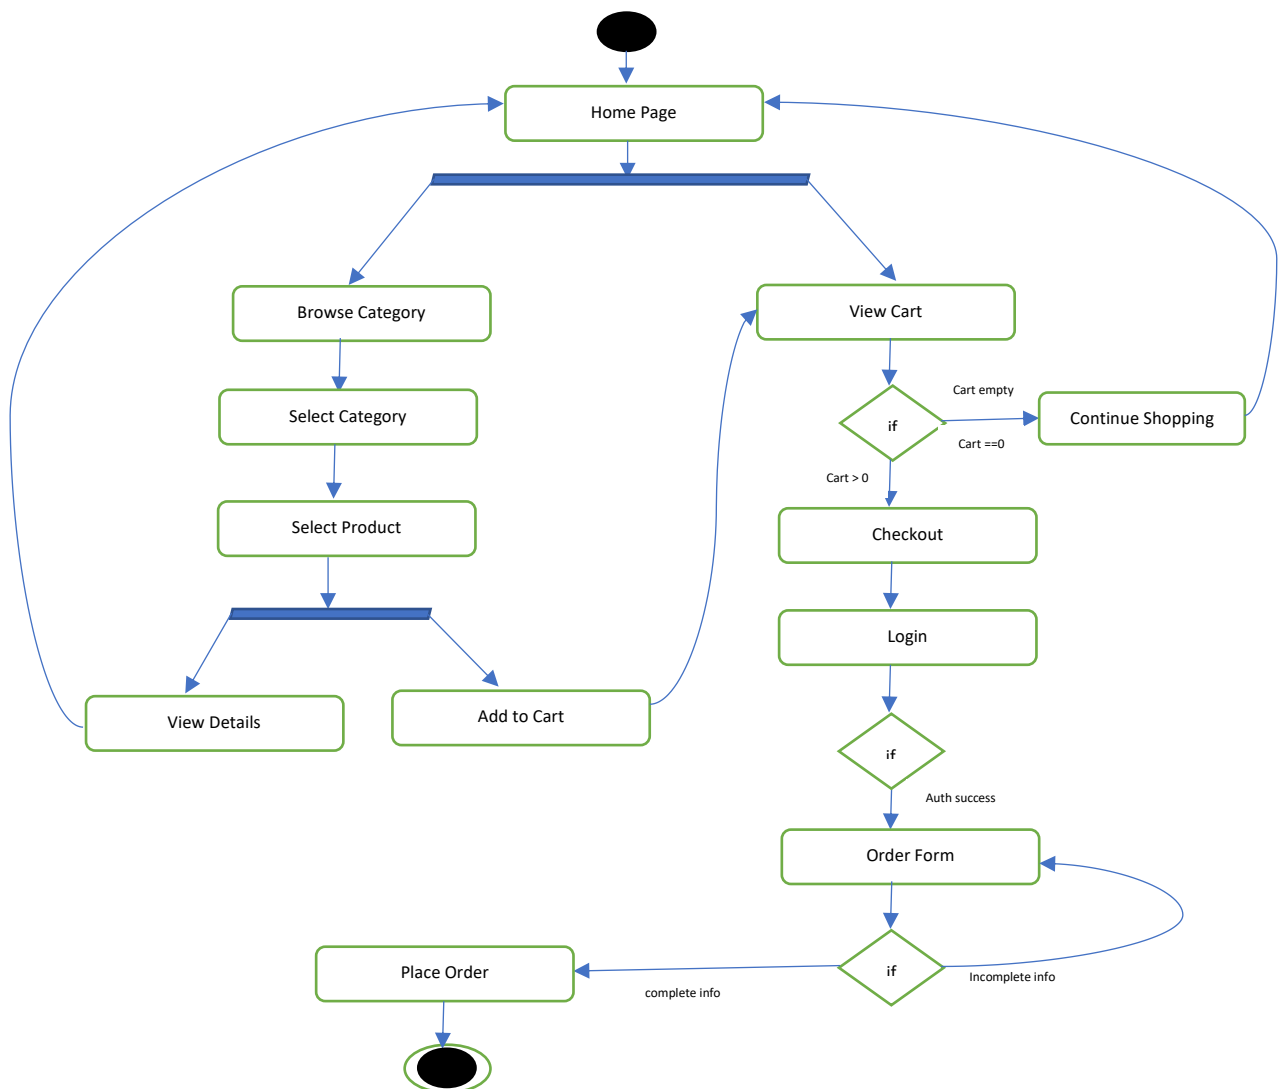 Home Page
Browse Category
View Cart
Select Category
if
Cart empty
Cart ==0
Continue Shopping
Cart > 0
Select Product
Checkout
Login
View Details
Add to Cart
if
Auth success
Order Form
if
Incomplete info
complete info
Place Order